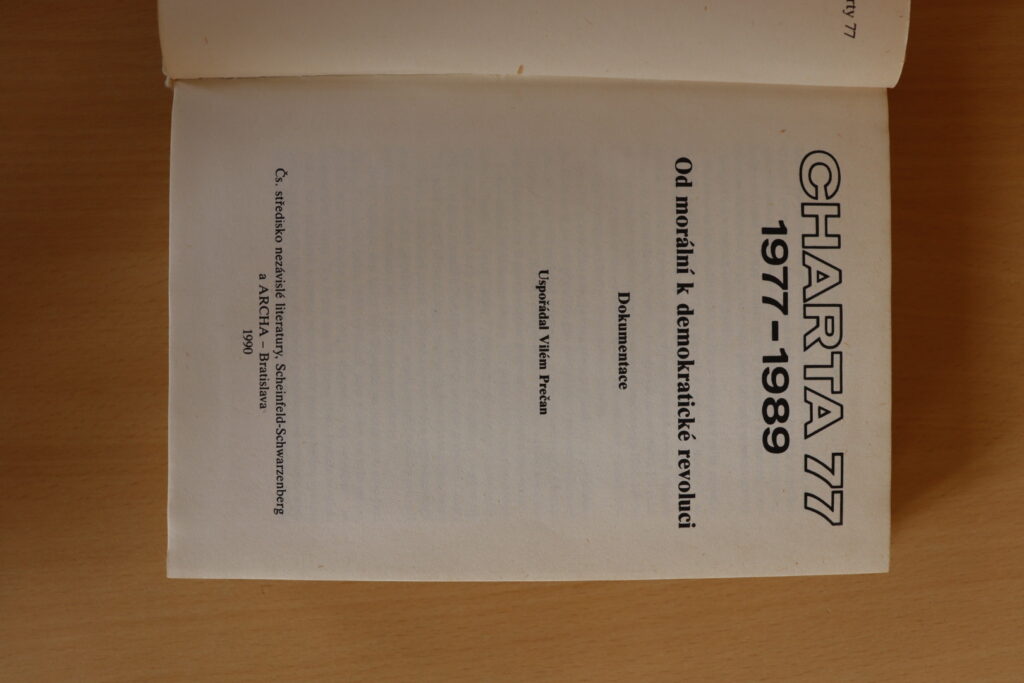 rty 77
CHARTA 77
1977-1989
Od morální k demokratické revoluci
Dokumentace
Uspořádal Vilém Prečan
Čs. středisko nezávislé literatury, Scheinfeld-Schwarzenberg
a ARCHA – Bratislava
1990